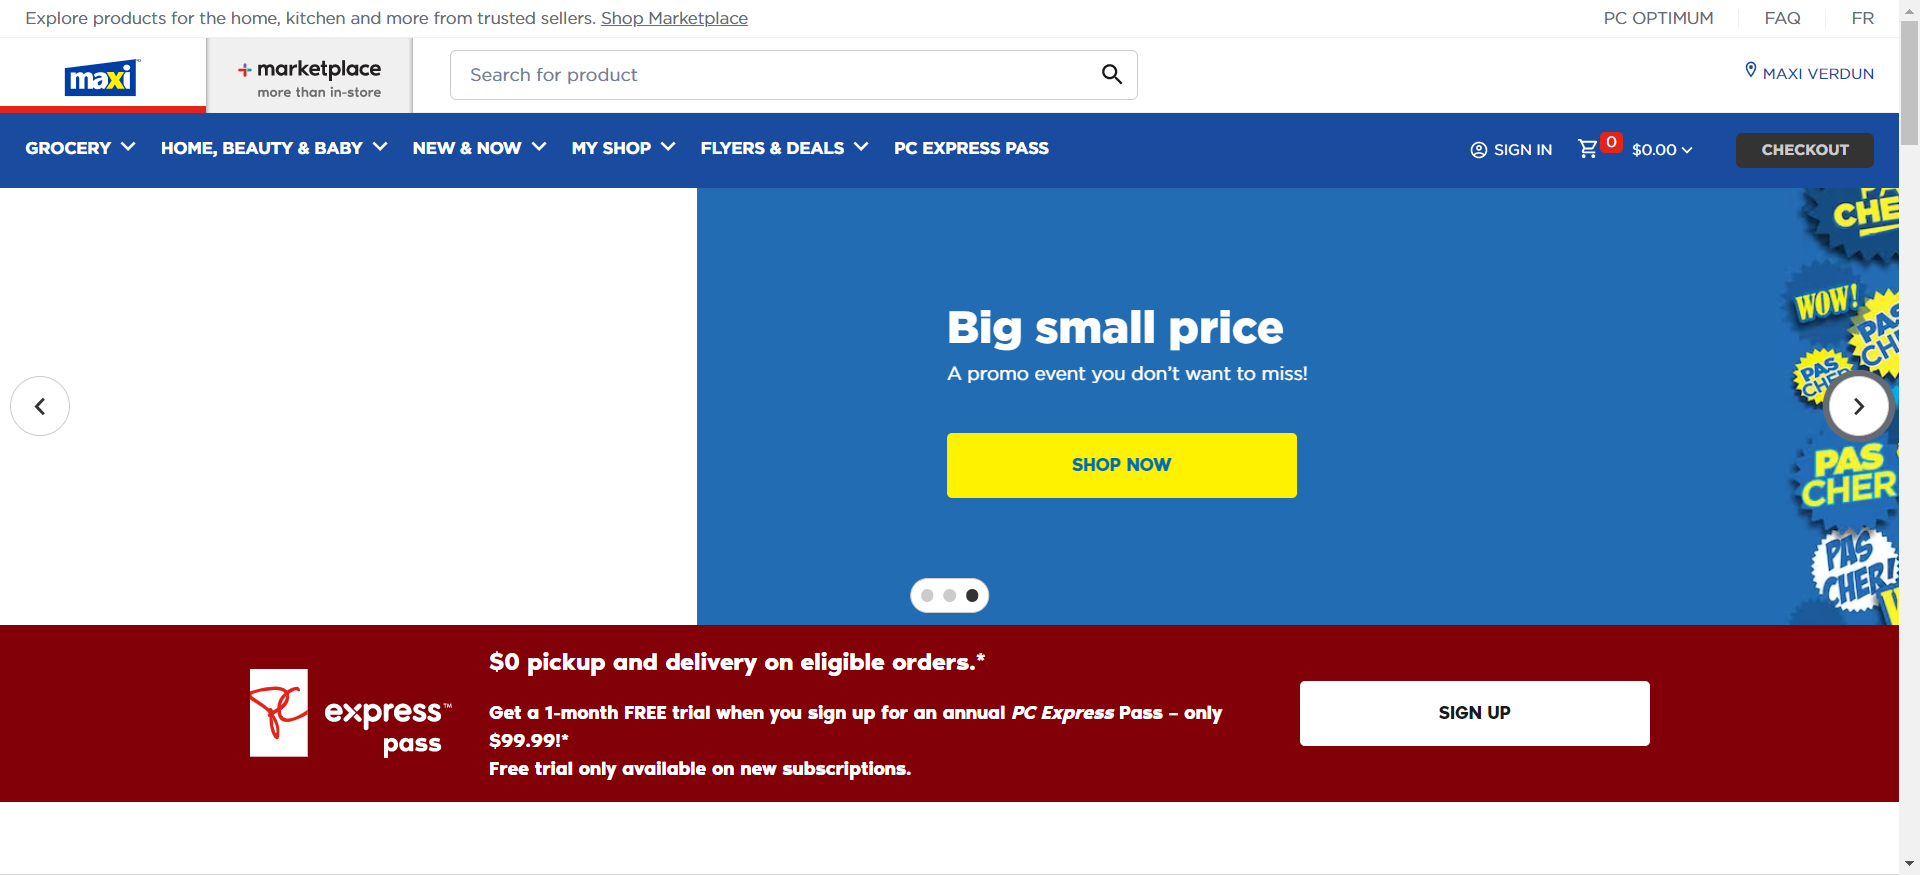 Explore products for the home, kitchen and more from trusted sellers. Shop Marketplace
PC OPTIMUM
FAQ
FR
maxi
marketplace
more than in-store
Search for product
MAXI VERDUN
GROCERY
HOME, BEAUTY & BABY
NEW & NOW
MY SHOP
FLYERS & DEALS
PC EXPRESS PASS
SIGN IN
0
$0.00
CHECKOUT
Big small price
A promo event you don't want to miss!
SHOP NOW
WOW!
PAS
CHER
PAS
CHER!
express™
pass
$0 pickup and delivery on eligible orders.*
Get a 1-month FREE trial when you sign up for an annual PC Express Pass – only
$99.99!*
Free trial only available on new subscriptions.
SIGN UP